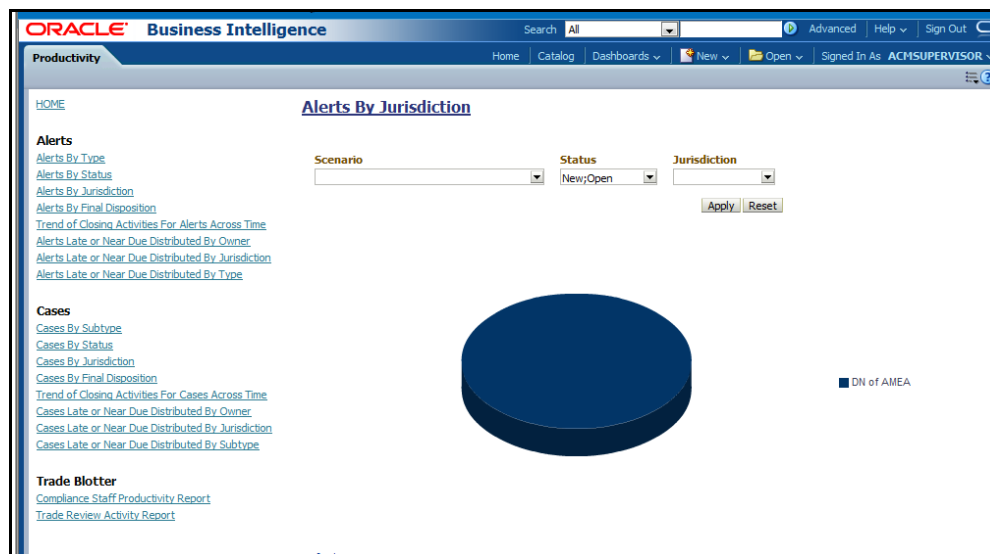 ORACLE Business Intelligence
Search All Advanced Help Sign Out
Productivity
Home Catalog Dashboards New Open Signed In As ACMSUPERVISOR
HOME
Alerts By Jurisdiction
Alerts
Alerts By Type
Alerts By Status
Alerts By Jurisdiction
Alerts By Final Disposition
Trend of Closing Activities For Alerts Across Time
Alerts Late or Near Due Distributed By Owner
Alerts Late or Near Due Distributed By Jurisdiction
Alerts Late or Near Due Distributed By Type
Scenario Status Jurisdiction
New;Open
Apply Reset
DN of AMEA
Cases
Cases By Subtype
Cases By Status
Cases By Jurisdiction
Cases By Final Disposition
Trend of Closing Activities For Cases Across Time
Cases Late or Near Due Distributed By Owner
Cases Late or Near Due Distributed By Jurisdiction
Cases Late or Near Due Distributed By Subtype
Trade Blotter
Compliance Staff Productivity Report
Trade Review Activity Report